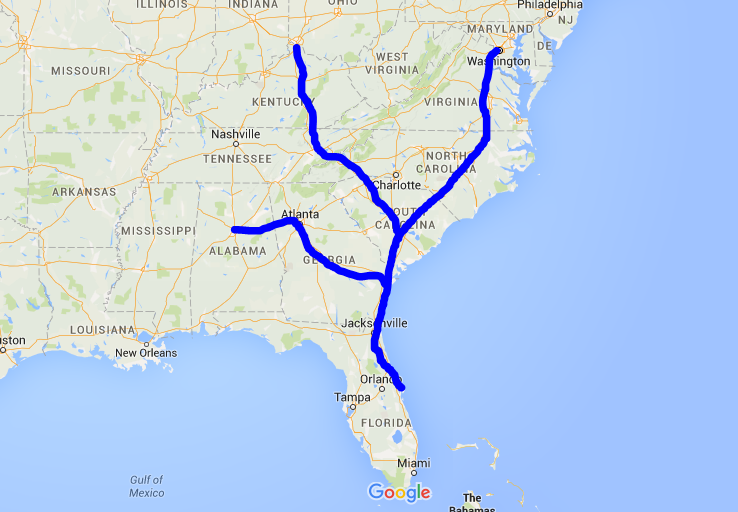 ILLINOIS
INDIANA
OHIO
Philadelphia
MARYLAND
NJ
DE
Washington
MISSOURI
WEST
VIRGINIA
KENTUC
VIRGINIA
Nashville
TENNESSEE
NORTH
CAROLINA
Charlotte
ARKANSAS
Atlanta
SOUTH
CAROLINA
MISSISSIPPI
ALABAMA
GEORGIA
LOUISIANA
Jacksonville
New Orleans
uston
Orlando
Tampa
FLORIDA
Miami
Gulf of
Mexico
Google
The
Bahamas